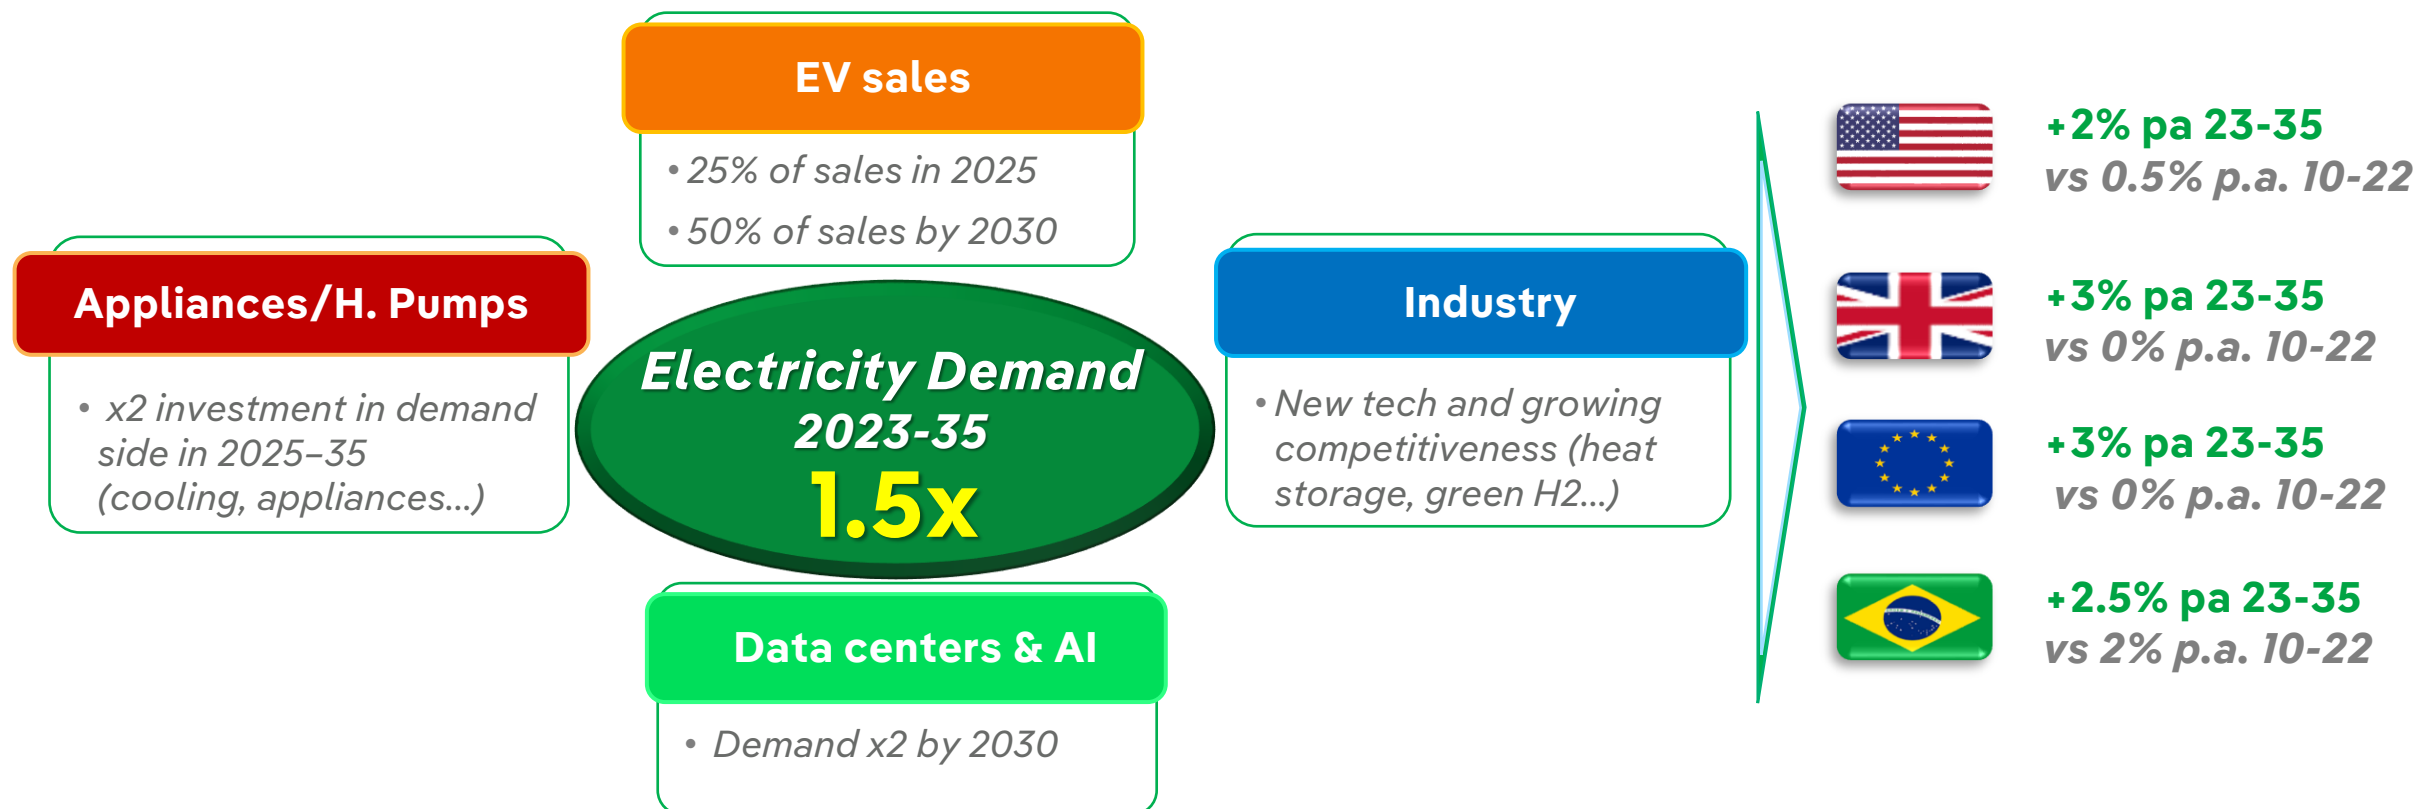 EV sales
• 25% of sales in 2025
• 50% of sales by 2030
Appliances/H. Pumps
• x2 investment in demand
side in 2025–35
(cooling, appliances...)
Electricity Demand
2023-35
1.5x
Industry
• New tech and growing
competitiveness (heat
storage, green H2...)
Data centers & AI
• Demand x2 by 2030
+2% pa 23-35
vs 0.5% p.a. 10-22
+3% pa 23-35
vs 0% p.a. 10-22
+3% pa 23-35
vs 0% p.a. 10-22
+2.5% pa 23-35
vs 2% p.a. 10-22